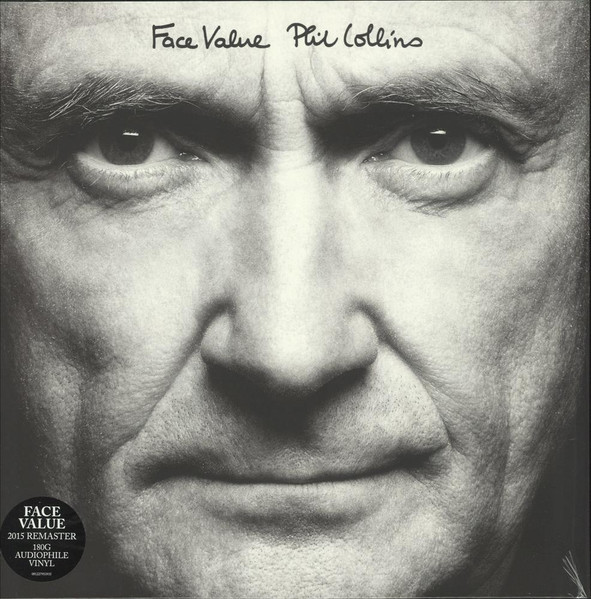 Face Value Phil Collins
FACE
VALUE
2015 REMASTER
180G
AUDIOPHILE
VINYL